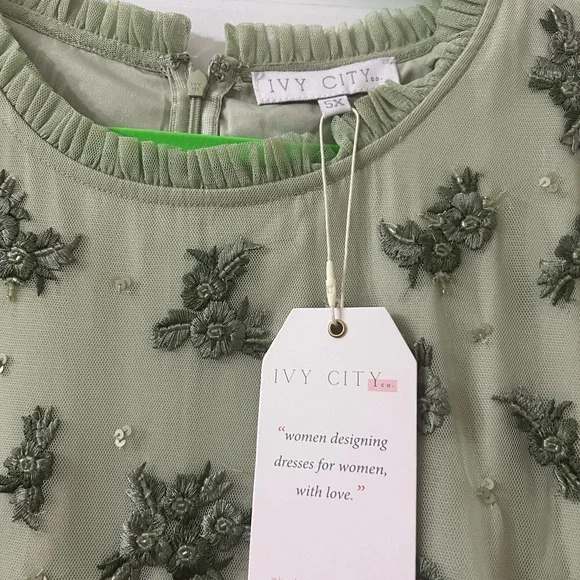 IVY CITY co.
5X
IVY CITY co.
“women designing
dresses for women,
with love.”